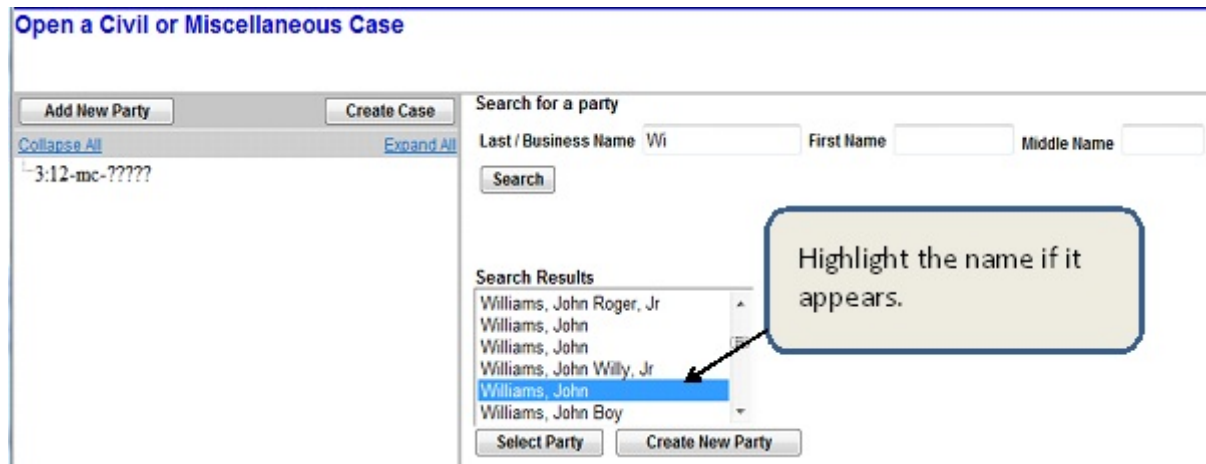 Open a Civil or Miscellaneous Case
Add New Party
Create Case
Collapse All
Expand All
3:12-mc-?????
Search for a party
Last / Business Name Wi First Name Middle Name
Search
Search Results
Williams, John Roger, Jr
Williams, John
Williams, John
Williams, John Willy, Jr
Williams, John
Williams, John Boy
Select Party
Create New Party
Highlight the name if it
appears.